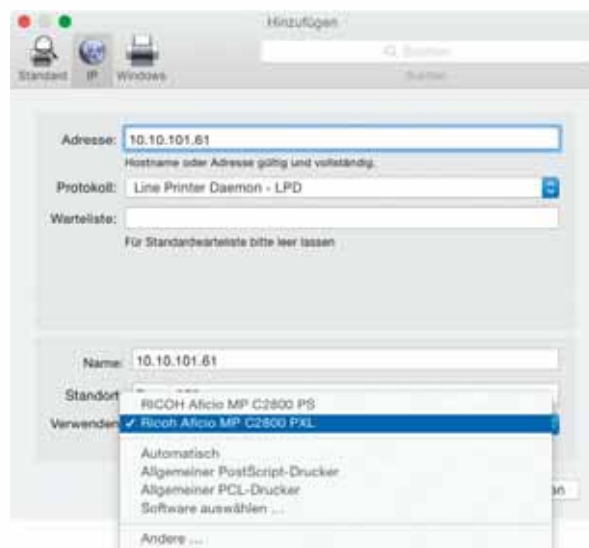 Hinzufügen
Suchen
Standard IP Windows
Suchen
Adresse: 10.10.101.61
Hostname oder Adresse gültig und vollständig.
Protokoll: Line Printer Daemon - LPD
Warteliste:
Für Standardwarteliste bitte leer lassen
Name: 10.10.101.61
Standort
RICOH Aficio MP C2800 PS
Verwenden ✓ Ricoh Aficio MP C2800 PXL
Automatisch
Allgemeiner PostScript-Drucker
Allgemeiner PCL-Drucker
Software auswählen ...
Andere ...